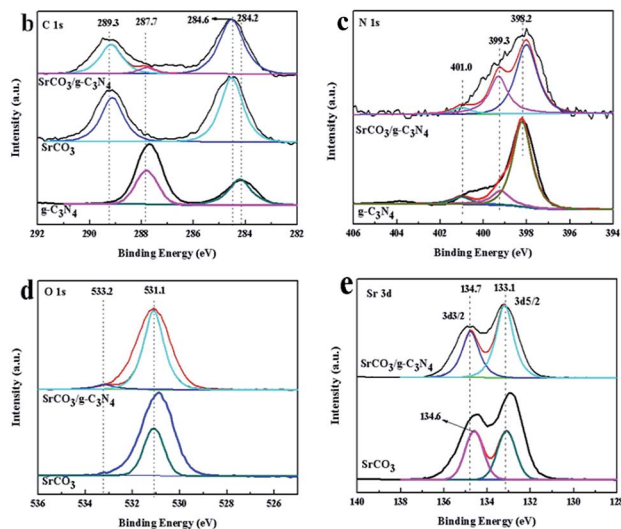 b
C 1s
289.3
287.7
284.6
284.2
SrCO3/g-C3N4
SrCO3
g-C3N4
Intensity (a.u.)
292 290 288 286 284 282
Binding Energy (eV)
c
N 1s
398.2
399.3
401.0
SrCO3/g-C3N4
g-C3N4
Intensity (a.u.)
406 404 402 400 398 396 394
Binding Energy (eV)
d
O 1s
533.2
531.1
SrCO3/g-C3N4
SrCO3
Intensity (a.u.)
536 534 532 530 528 526
Binding Energy (eV)
e
Sr 3d
134.7
133.1
3d3/2
3d5/2
SrCO3/g-C3N4
134.6
SrCO3
Intensity (a.u.)
140 138 136 134 132 130 128
Binding Energy (eV)